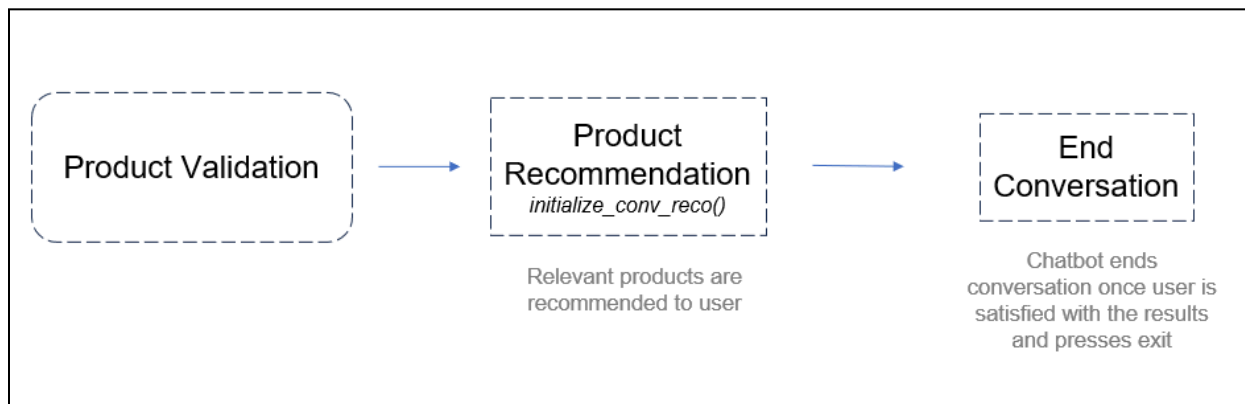 Product Validation
Product
Recommendation
initialize_conv_reco()
Relevant products are
recommended to user
End
Conversation
Chatbot ends
conversation once user is
satisfied with the results
and presses exit